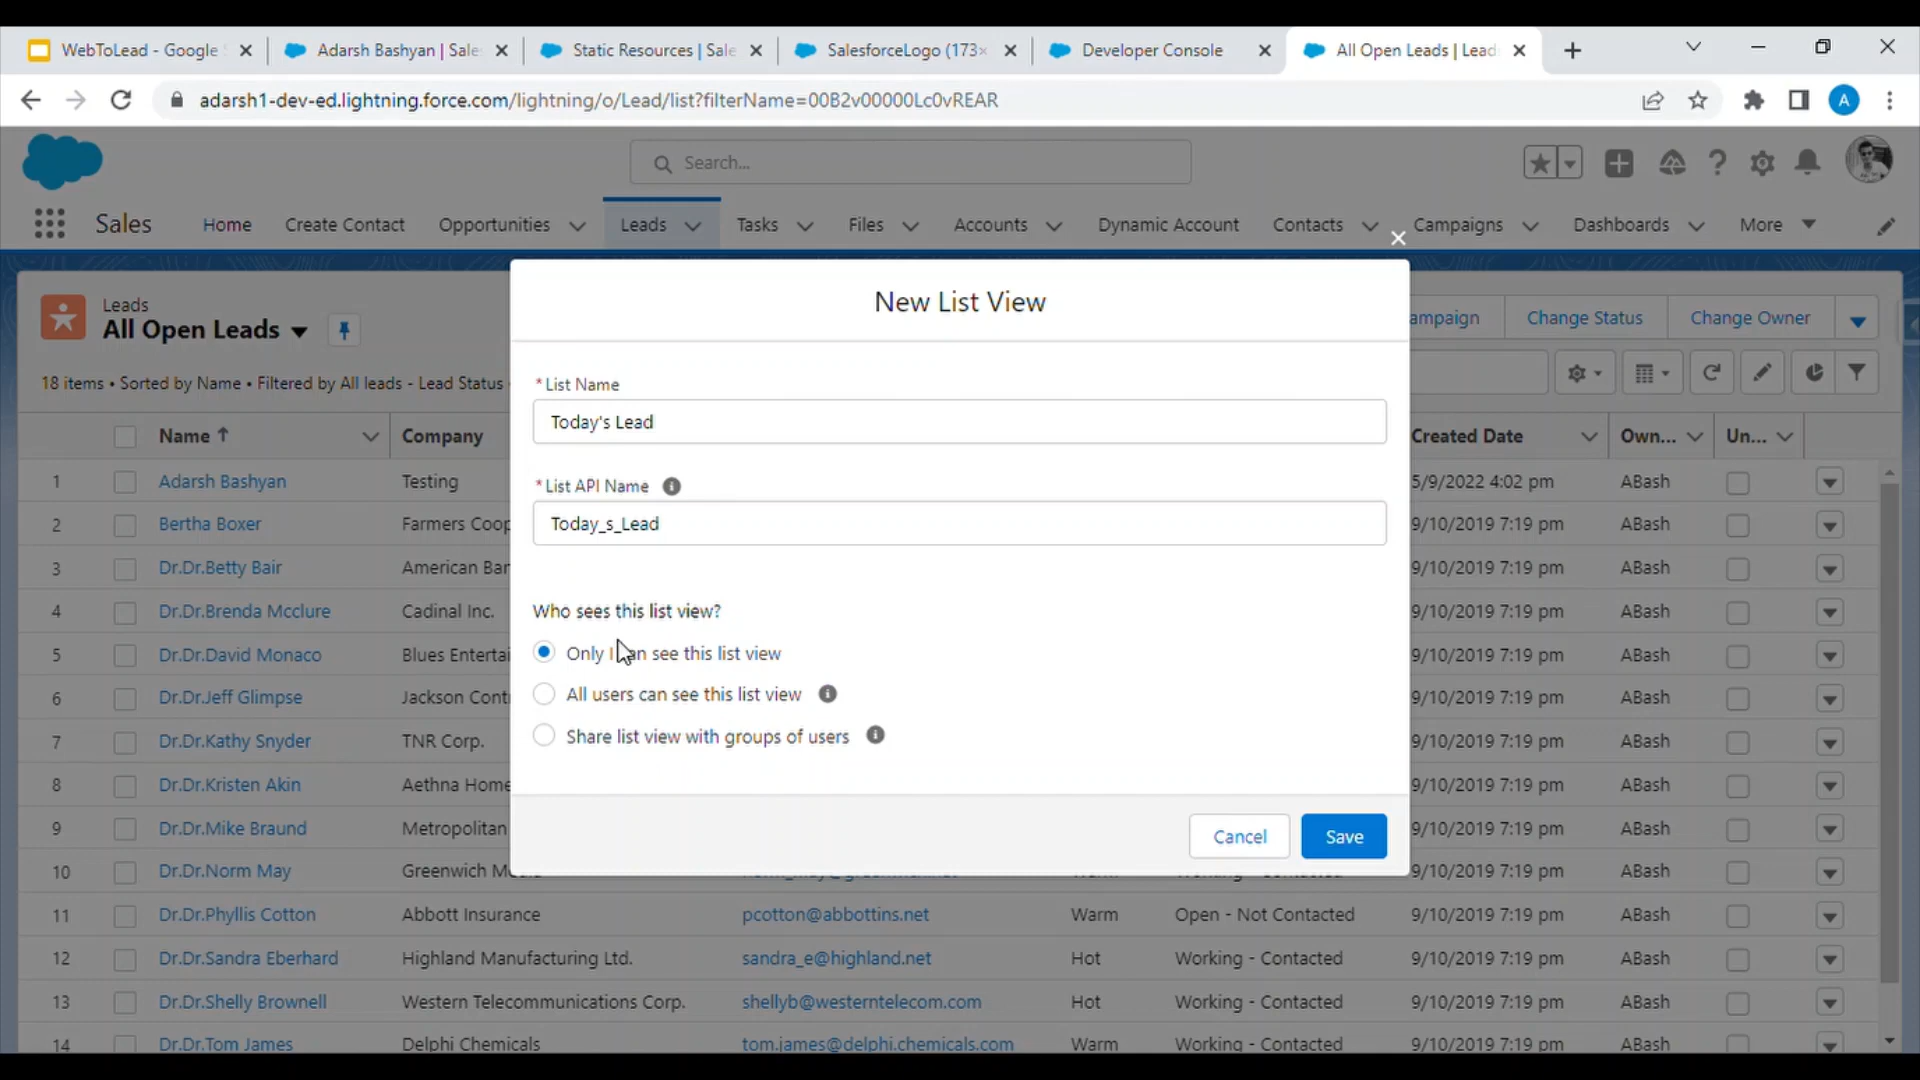 WebToLead - Google
Adarsh Bashyan | Sale
Static Resources | Sale
SalesforceLogo (173×
Developer Console
All Open Leads | Lead
adarsh1-dev-ed.lightning.force.com/lightning/o/Lead/list?filterName=00B2v00000Lc0vREAR
A
Search...
Sales
Home
Create Contact
Opportunities
Leads
Tasks
Files
Accounts
Dynamic Account
Contacts
Campaigns
Dashboards
More
Leads
All Open Leads
ampaign
Change Status
Change Owner
18 items • Sorted by Name • Filtered by All leads - Lead Status
Name
Company
Created Date
Own...
Un...
1 Adarsh Bashyan Testing 5/9/2022 4:02 pm ABash
2 Bertha Boxer Farmers Coop 9/10/2019 7:19 pm ABash
3 Dr.Dr.Betty Bair American Ban 9/10/2019 7:19 pm ABash
4 Dr.Dr.Brenda Mcclure Cadinal Inc. 9/10/2019 7:19 pm ABash
5 Dr.Dr.David Monaco Blues Entertai 9/10/2019 7:19 pm ABash
6 Dr.Dr.Jeff Glimpse Jackson Cont 9/10/2019 7:19 pm ABash
7 Dr.Dr.Kathy Snyder TNR Corp. 9/10/2019 7:19 pm ABash
8 Dr.Dr.Kristen Akin Aethna Home 9/10/2019 7:19 pm ABash
9 Dr.Dr.Mike Braund Metropolitan 9/10/2019 7:19 pm ABash
10 Dr.Dr.Norm May Greenwich 9/10/2019 7:19 pm ABash
11 Dr.Dr.Phyllis Cotton Abbott Insurance pcotton@abbottins.net Warm Open - Not Contacted 9/10/2019 7:19 pm ABash
12 Dr.Dr.Sandra Eberhard Highland Manufacturing Ltd. sandra_e@highland.net Hot Working - Contacted 9/10/2019 7:19 pm ABash
13 Dr.Dr.Shelly Brownell Western Telecommunications Corp. shellyb@westerntelecom.com Hot Working - Contacted 9/10/2019 7:19 pm ABash
14 Dr.Dr.Tom James Delphi Chemicals tom.james@delphi.chemicals.com Warm Working - Contacted 9/10/2019 7:19 pm ABash
New List View
*List Name
Today's Lead
*List API Name
Today_s_Lead
Who sees this list view?
Only I can see this list view
All users can see this list view
Share list view with groups of users
Cancel
Save